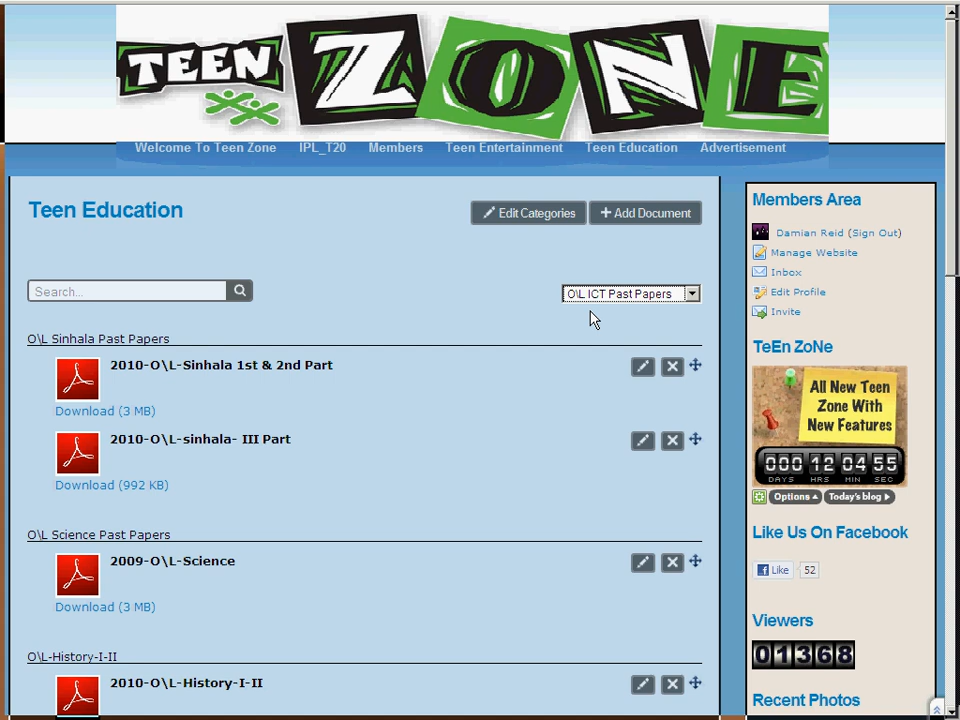 TEEN ZONE
Welcome To Teen Zone IPL_T20 Members Teen Entertainment Teen Education Advertisement
Teen Education
Edit Categories
Add Document
Search...
O\L ICT Past Papers
O\L Sinhala Past Papers
2010-O\L-Sinhala 1st & 2nd Part
Download (3 MB)
2010-O\L-sinhala- III Part
Download (992 KB)
O\L Science Past Papers
2009-O\L-Science
Download (3 MB)
O\L-History-I-II
2010-O\L-History-I-II
Members Area
Damian Reid (Sign Out)
Manage Website
Inbox
Edit Profile
Invite
TeEn ZoNe
All New Teen
Zone With
New Features
000 12 04 55
DAYS HRS MIN SEC
Options Today's blog
Like Us On Facebook
Like 52
Viewers
01368
Recent Photos